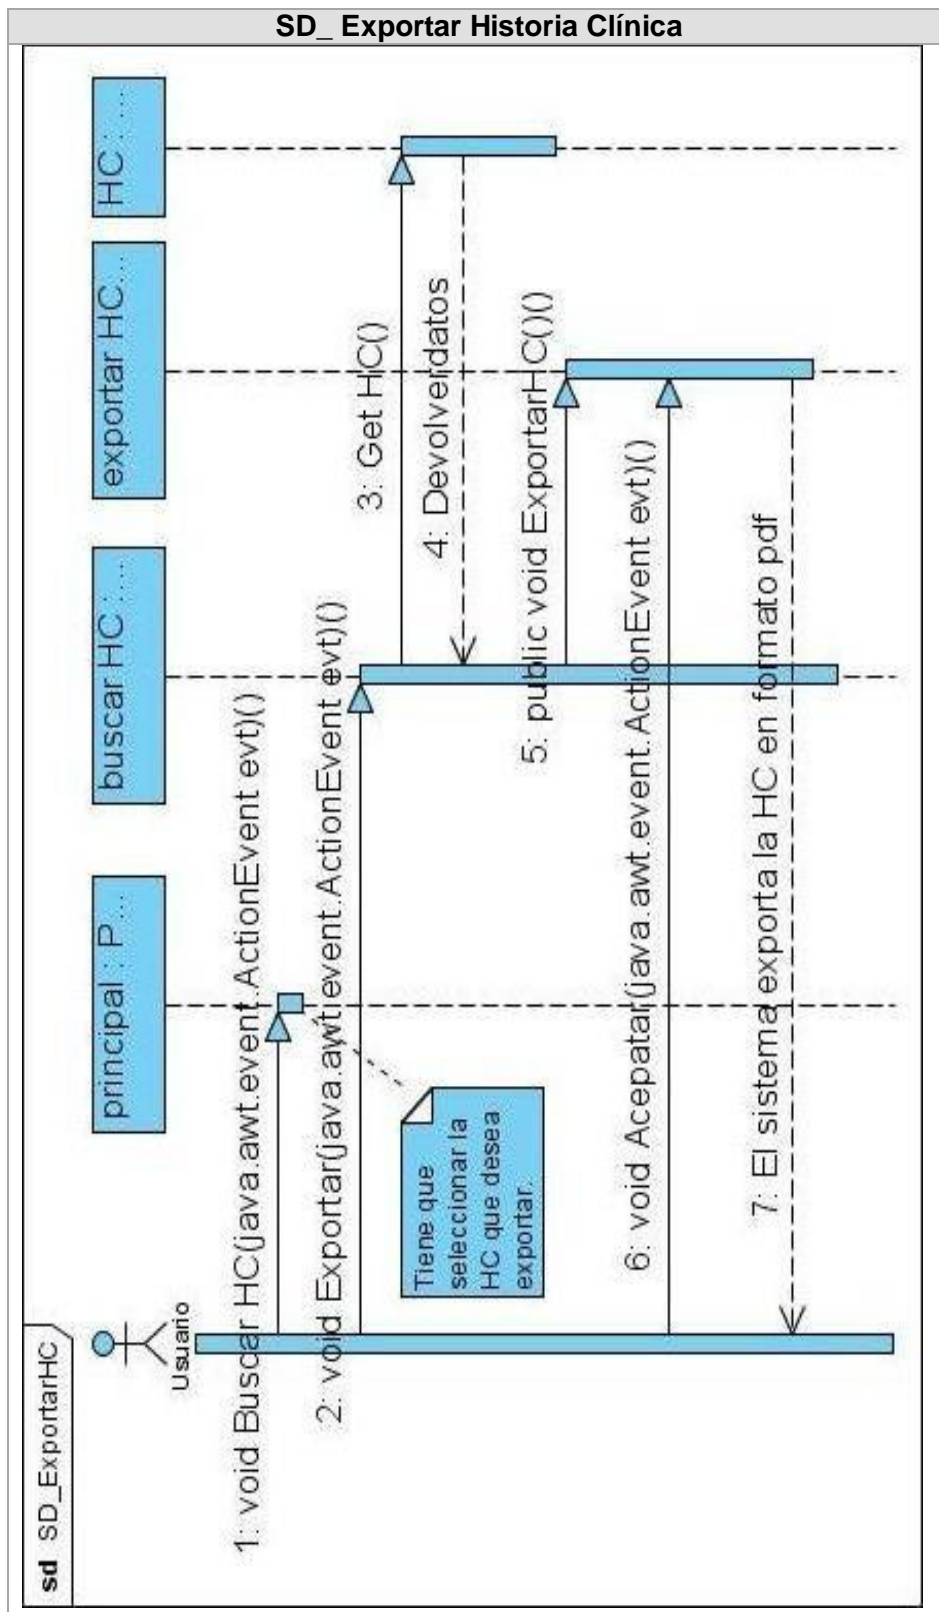 SD_ Exportar Historia Clínica
sd SD_ExportarHC
Usuario
principal : P...
buscar HC : ...
exportar HC...
HC : ...
1: void Buscar HC(java.awt.event.ActionEvent evt)()
2: void Exportar(java.awt.event.ActionEvent evt)()
Tiene que
seleccionar la
HC que desea
exportar.
3: Get HC()
4: Devolverdatos
5: public void ExportarHC()()
6: void Acepatar(java.awt.event.ActionEvent evt)()
7: El sistema exporta la HC en formato pdf